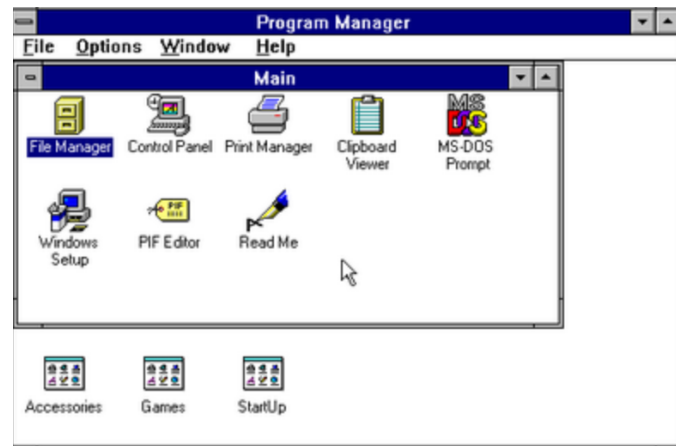 Program Manager
File Options Window Help
Main
File Manager Control Panel Print Manager Clipboard Viewer MS-DOS Prompt
Windows Setup PIF Editor Read Me
Accessories Games StartUp